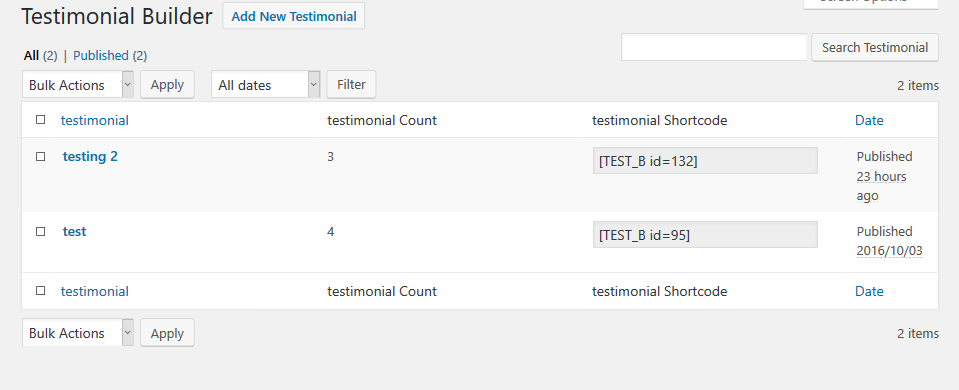 Screen Options
Testimonial Builder Add New Testimonial
All (2) | Published (2)
Search Testimonial
Bulk Actions Apply All dates Filter 2 items
testimonial testimonial Count testimonial Shortcode Date
testing 2 3 [TEST_B id=132] Published
23 hours
ago
test 4 [TEST_B id=95] Published
2016/10/03
testimonial testimonial Count testimonial Shortcode Date
Bulk Actions Apply 2 items